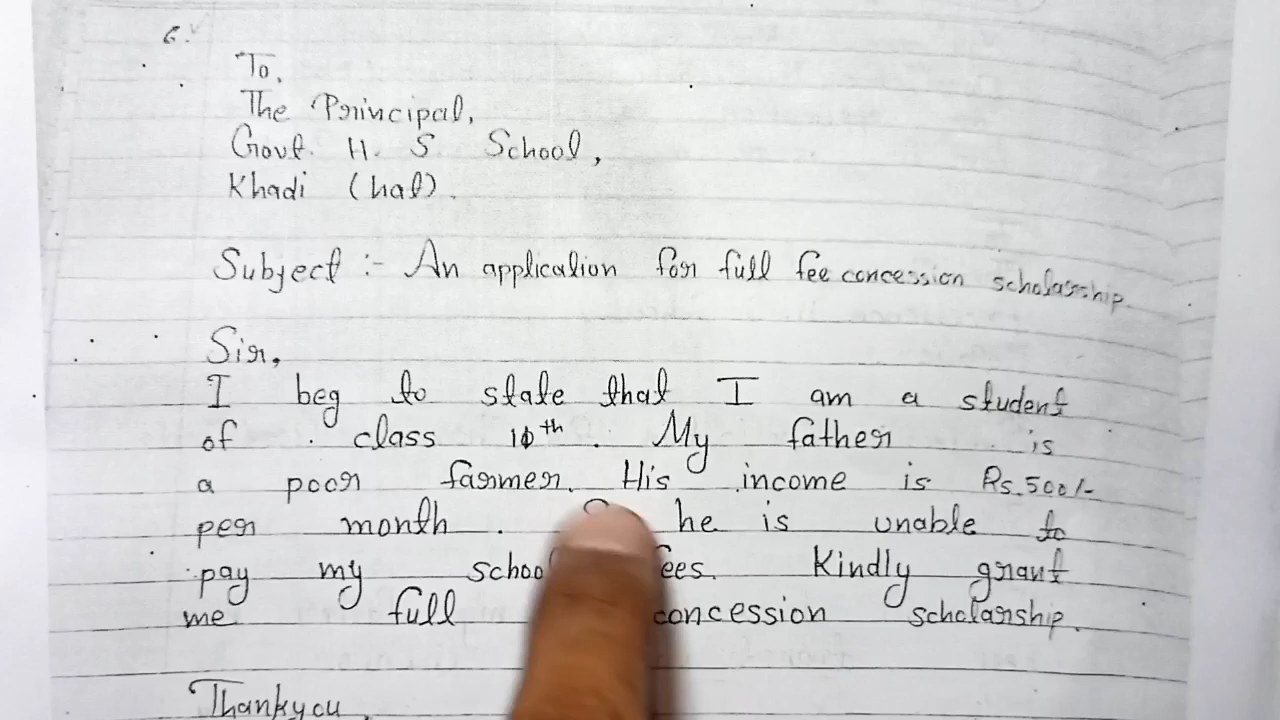 6.
To,
The Principal,
Govt. H. S. School,
Khadi (hal).
Subject :- An application for full fee concession scholarship.
Sir,
I beg to state that I am a student
of class 10th. My father is
a poor farmer. His income is Rs. 500/-
per month. he is unable to
pay my Kindly grant
me full concession scholarship.
Thankyou,